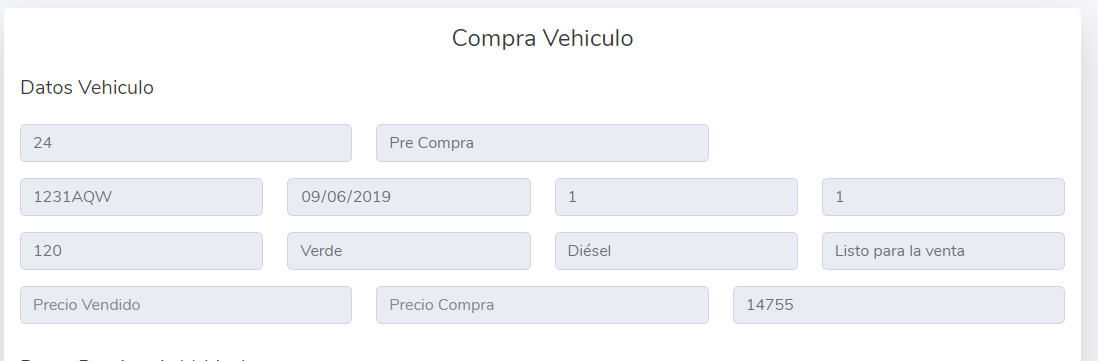 Compra Vehiculo
Datos Vehiculo
24 Pre Compra
1231AQW 09/06/2019 1 1
120 Verde Diésel Listo para la venta
Precio Vendido Precio Compra 14755